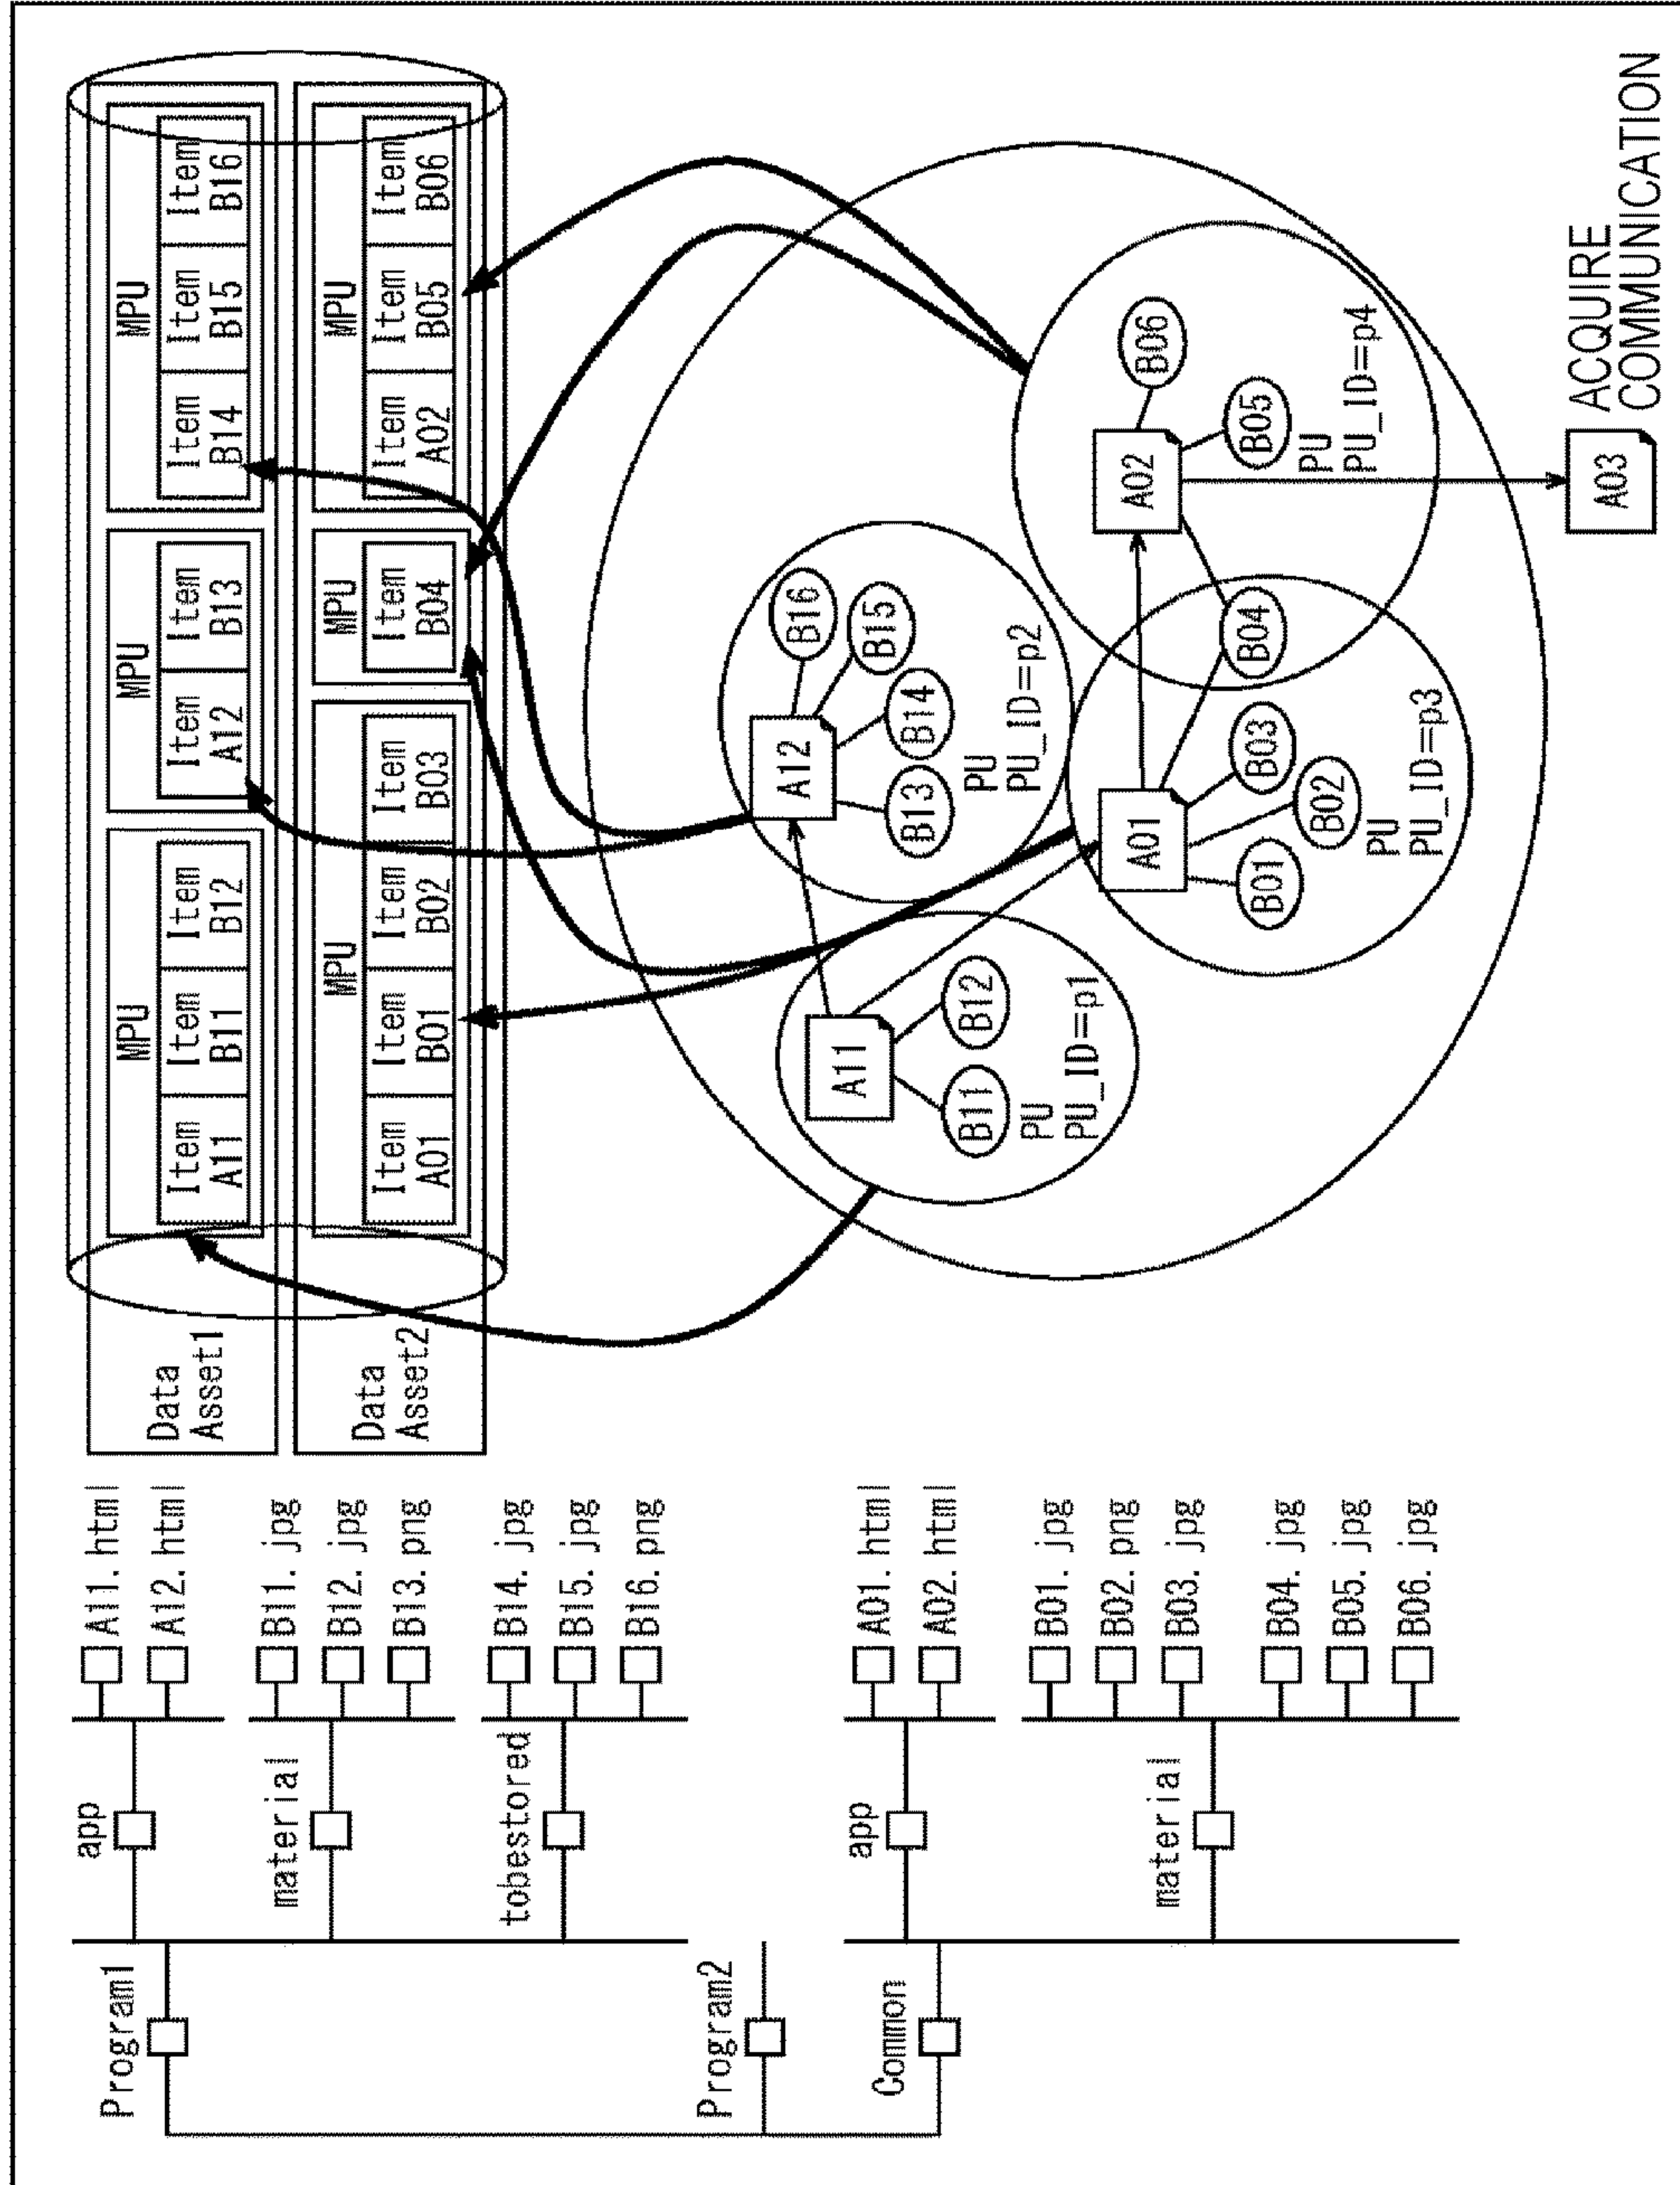 Program1
app
A11.html
A12.html
material
B11.jpg
B12.jpg
B13.png
tobestored
B14.jpg
B15.jpg
B16.png
Program2
Common
app
A01.html
A02.html
material
B01.jpg
B02.png
B03.jpg
B04.jpg
B05.jpg
B06.jpg
Data
Asset1
MPU
Item
A11
Item
B11
Item
B12
MPU
Item
A12
Item
B13
MPU
Item
B14
Item
B15
Item
B16
Data
Asset2
MPU
Item
A01
Item
B01
Item
B02
Item
B03
MPU
Item
B04
MPU
Item
A02
Item
B05
Item
B06
A11
B11
B12
PU
PU_ID=p1
A12
B13
B14
B15
B16
PU
PU_ID=p2
A01
B01
B02
B03
B04
PU
PU_ID=p3
A02
B05
B06
PU
PU_ID=p4
A03
ACQUIRE
COMMUNICATION